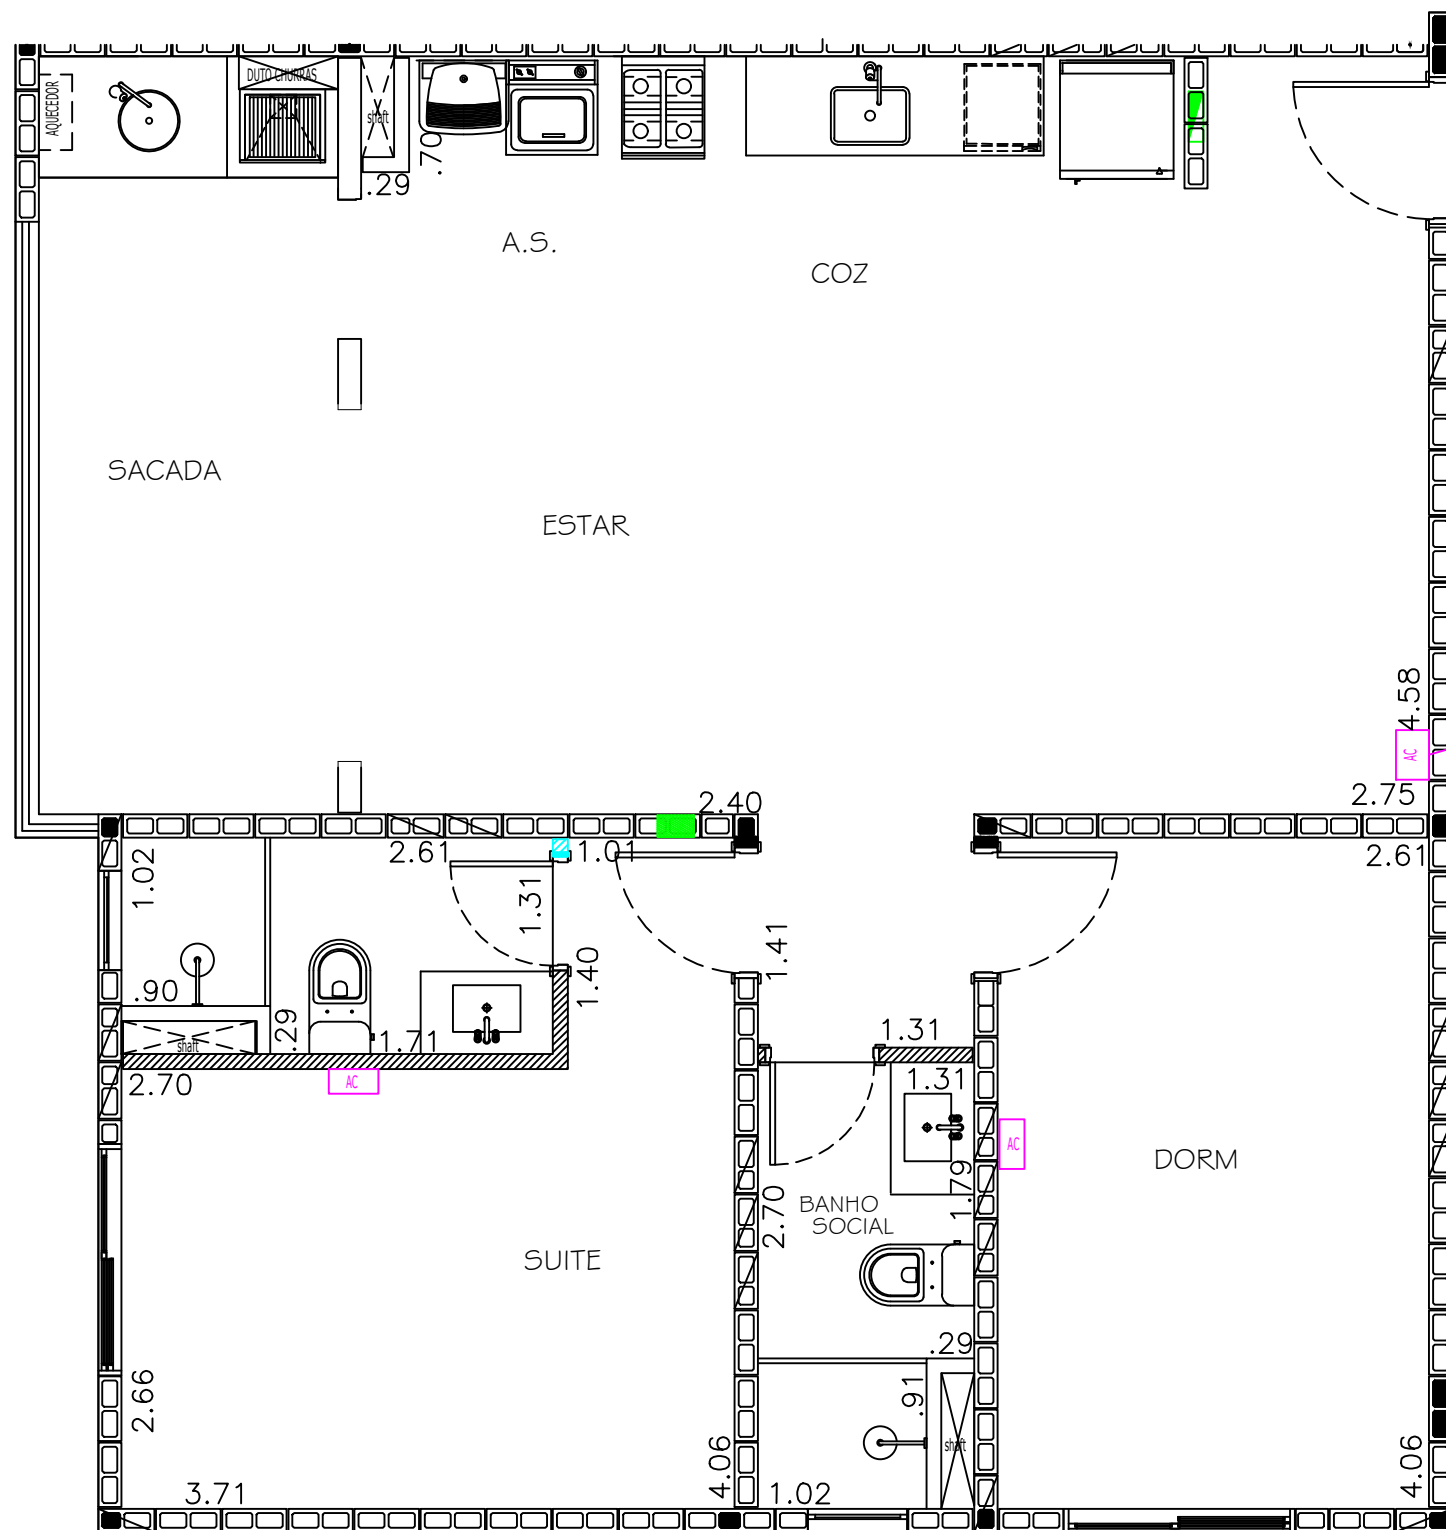 DUTO CHURRAS
AQUECEDOR
shaft
.70
.29
A.S.
COZ
SACADA
ESTAR
4.58
AC
2.75
2.40
2.61
1.01
2.61
1.02
1.31
1.41
1.40
.90
.29
1.71
shaft
1.31
2.70
AC
1.31
AC
DORM
1.79
2.70
BANHO
SOCIAL
SUITE
.29
2.66
.91
shaft
4.06
4.06
3.71
1.02